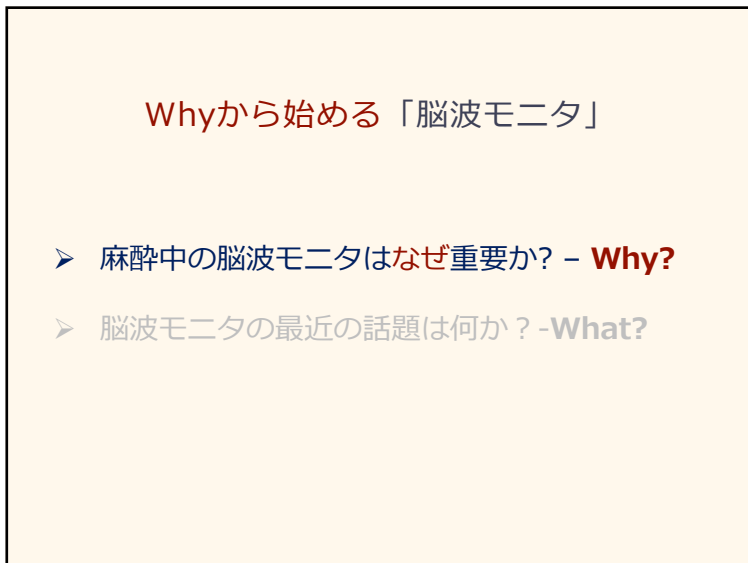 Whyから始める「脳波モニタ」
➢ 麻酔中の脳波モニタはなぜ重要か? – Why?
➢ 脳波モニタの最近の話題は何か？-What?